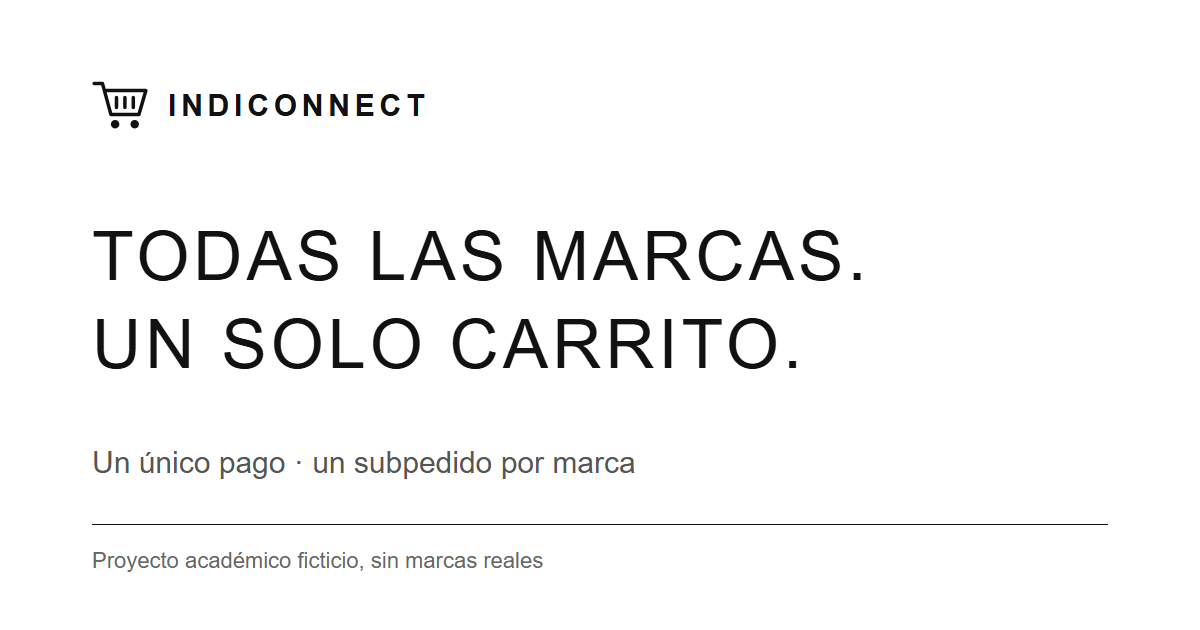 INDICONNECT
TODAS LAS MARCAS.
UN SOLO CARRITO.
Un único pago · un subpedido por marca
Proyecto académico ficticio, sin marcas reales